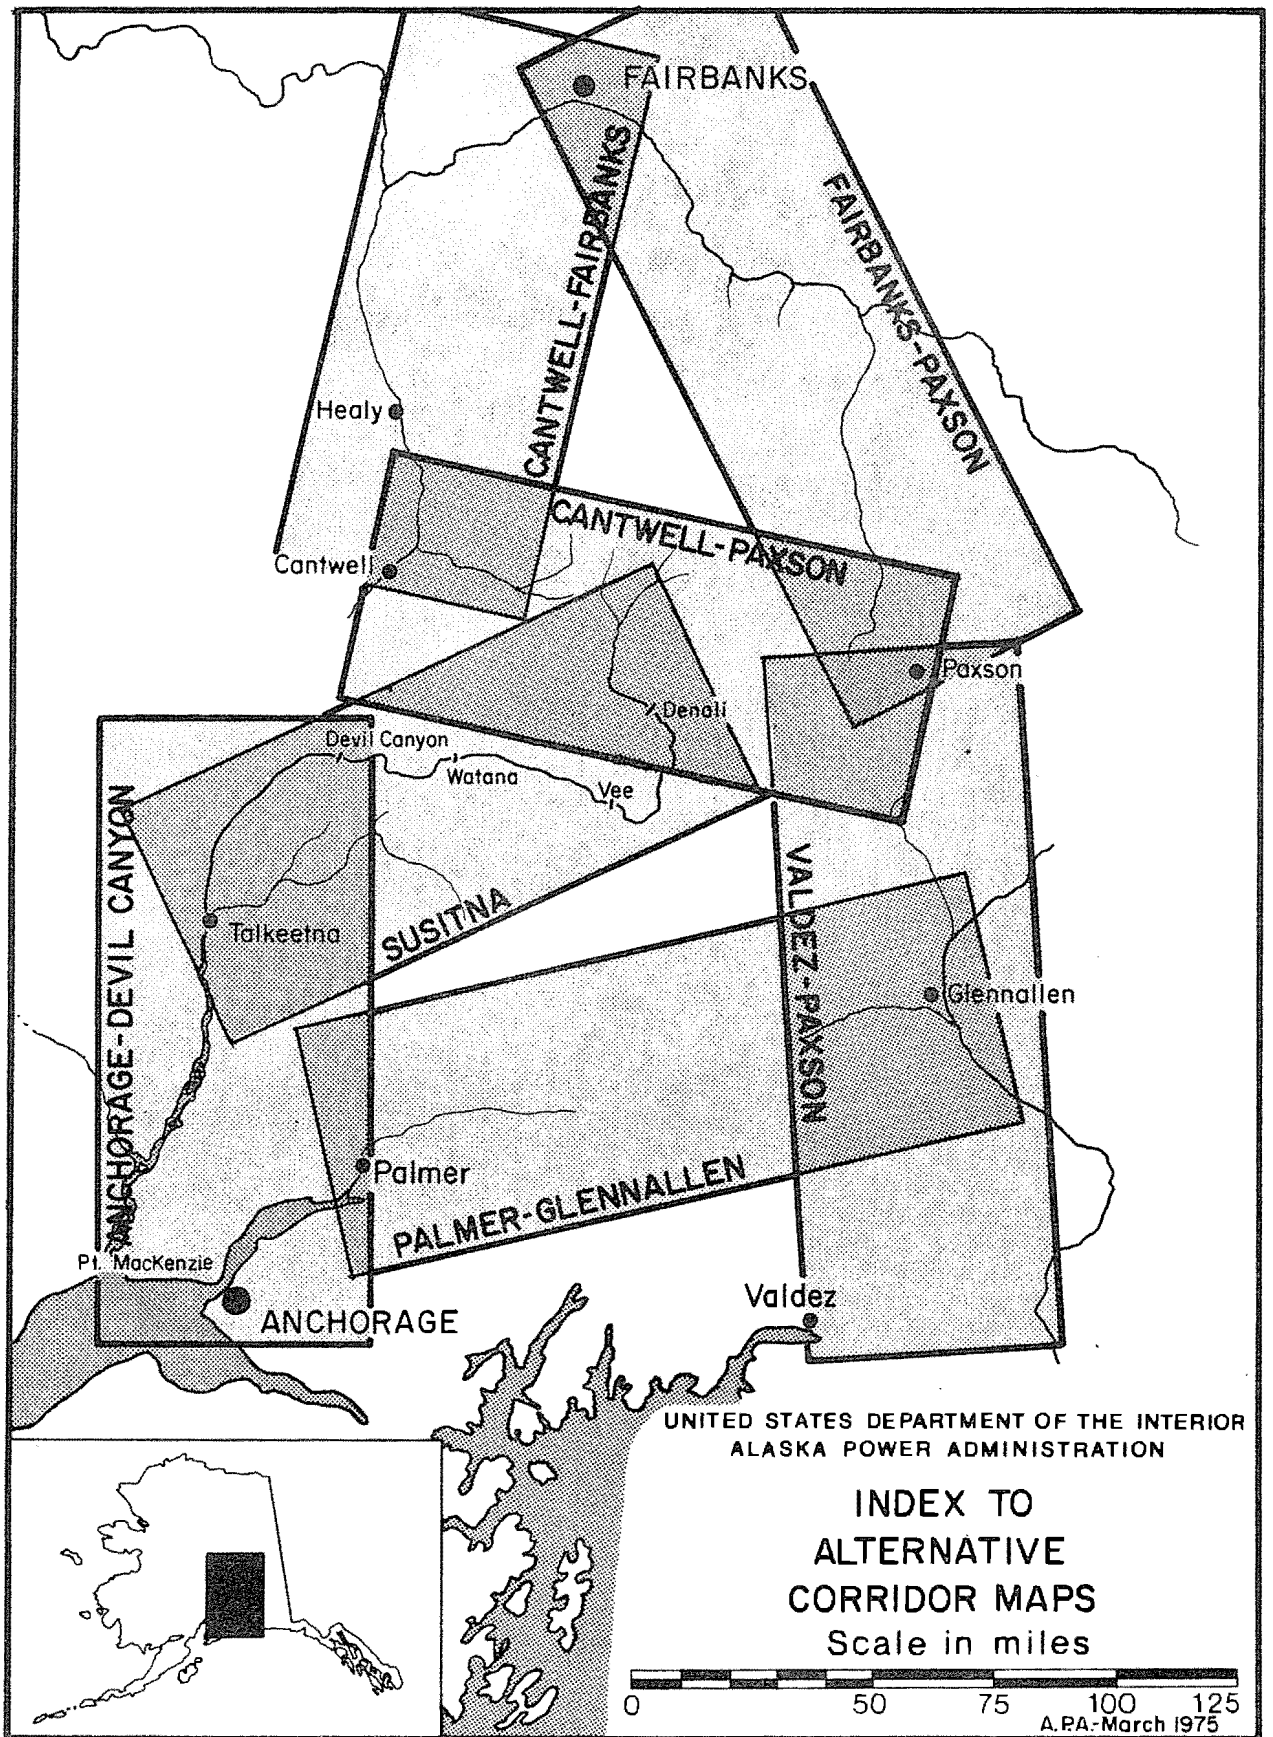 FAIRBANKS
CANTWELL-FAIRBANKS
FAIRBANKS-PAXSON
Healy
CANTWELL-PAXSON
Cantwell
Paxson
Denali
Devil Canyon
Watana
Vee
ANCHORAGE-DEVIL CANYON
Talkeetna
SUSITNA
VALDEZ-PAXSON
Glennallen
Palmer
PALMER-GLENNALLEN
Pt. MacKenzie
ANCHORAGE
Valdez
UNITED STATES DEPARTMENT OF THE INTERIOR
ALASKA POWER ADMINISTRATION
INDEX TO
ALTERNATIVE
CORRIDOR MAPS
Scale in miles
0 50 75 100 125
A.P.A.-March 1975